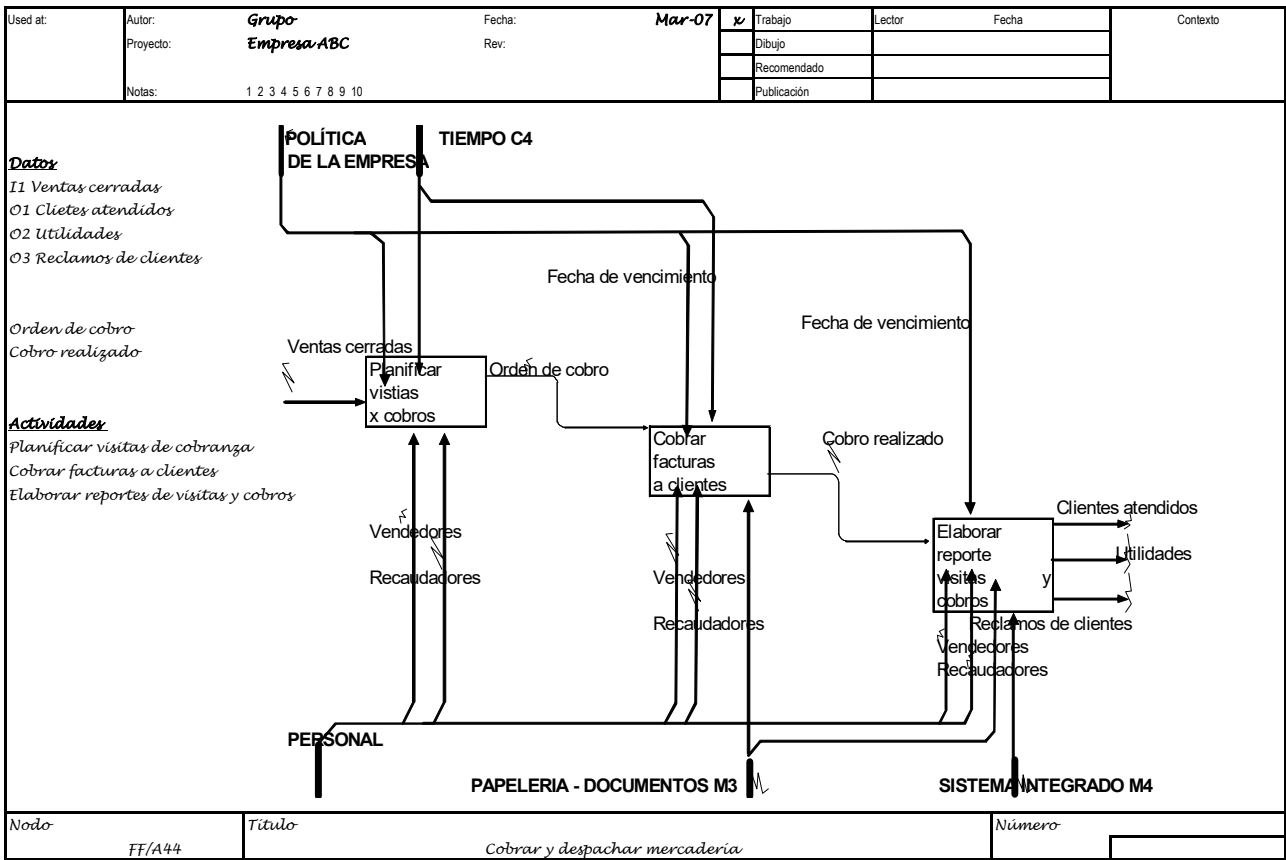 Used at:
Autor: Grupo Fecha: Mar-07 x Trabajo Lector Fecha Contexto
Proyecto: Empresa ABC Rev: Dibujo
Recomendado
Notas: 1 2 3 4 5 6 7 8 9 10 Publicación
POLÍTICA
DE LA EMPRESA
TIEMPO C4
Datos
I1 Ventas cerradas
O1 Clietes atendidos
O2 Utilidades
O3 Reclamos de clientes
Orden de cobro
Cobro realizado
Actividades
Planificar visitas de cobranza
Cobrar facturas a clientes
Elaborar reportes de visitas y cobros
Fecha de vencimiento
Fecha de vencimiento
Ventas cerradas
Planificar
vistias
x cobros
Orden de cobro
Cobrar
facturas
a clientes
Cobro realizado
Elaborar
reporte
visitas y
cobros
Clientes atendidos
Utilidades
Reclamos de clientes
Vendedores
Recaudadores
Vendedores
Recaudadores
Vendedores
Recaudadores
PERSONAL
PAPELERIA - DOCUMENTOS M3
SISTEMA INTEGRADO M4
Nodo Título Número
FF/A44 Cobrar y despachar mercadería